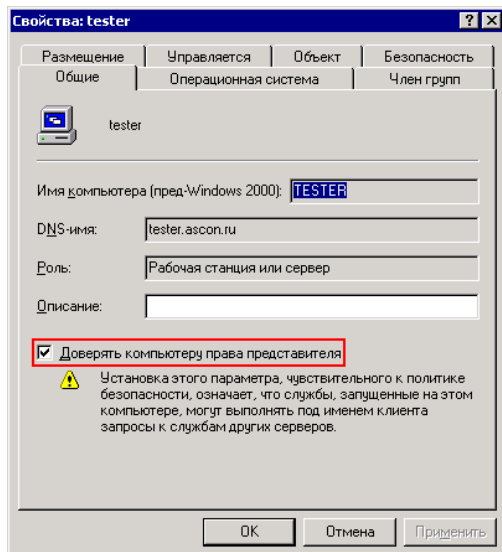 Свойства: tester
Размещение Управляется Объект Безопасность
Общие Операционная система Член групп
tester
Имя компьютера (пред-Windows 2000): TESTER
DNS-имя: tester.ascon.ru
Роль: Рабочая станция или сервер
Описание:
Доверять компьютеру права представителя
Установка этого параметра, чувствительного к политике
безопасности, означает, что службы, запущенные на этом
компьютере, могут выполнять под именем клиента
запросы к службам других серверов.
OK Отмена Применить